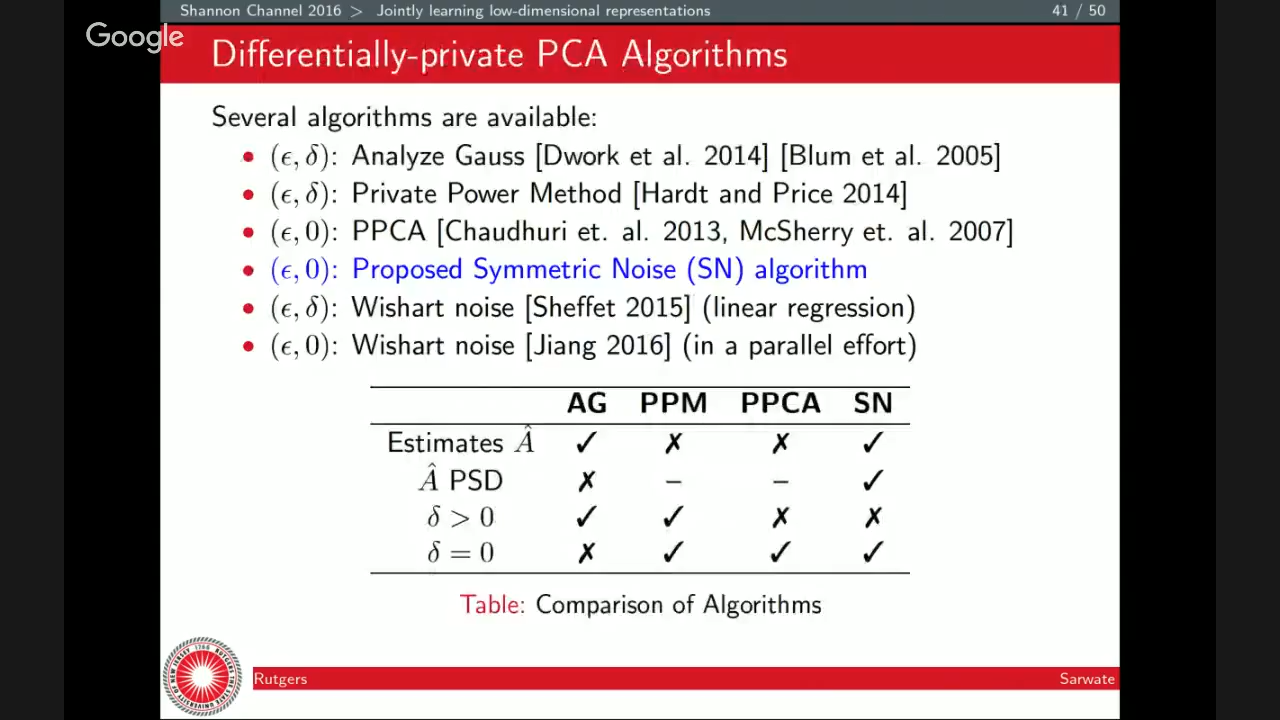 Shannon Channel 2016 > Jointly learning low-dimensional representations 41 / 50
Google
Differentially-private PCA Algorithms
Several algorithms are available:
• (ϵ, δ): Analyze Gauss [Dwork et al. 2014] [Blum et al. 2005]
• (ϵ, δ): Private Power Method [Hardt and Price 2014]
• (ϵ, 0): PPCA [Chaudhuri et. al. 2013, McSherry et. al. 2007]
• (ϵ, 0): Proposed Symmetric Noise (SN) algorithm
• (ϵ, δ): Wishart noise [Sheffet 2015] (linear regression)
• (ϵ, 0): Wishart noise [Jiang 2016] (in a parallel effort)
AG PPM PPCA SN
Estimates Â ✓ ✗ ✗ ✓
Â PSD ✗ – – ✓
δ > 0 ✓ ✓ ✗ ✗
δ = 0 ✗ ✓ ✓ ✓
Table: Comparison of Algorithms
Rutgers Sarwate